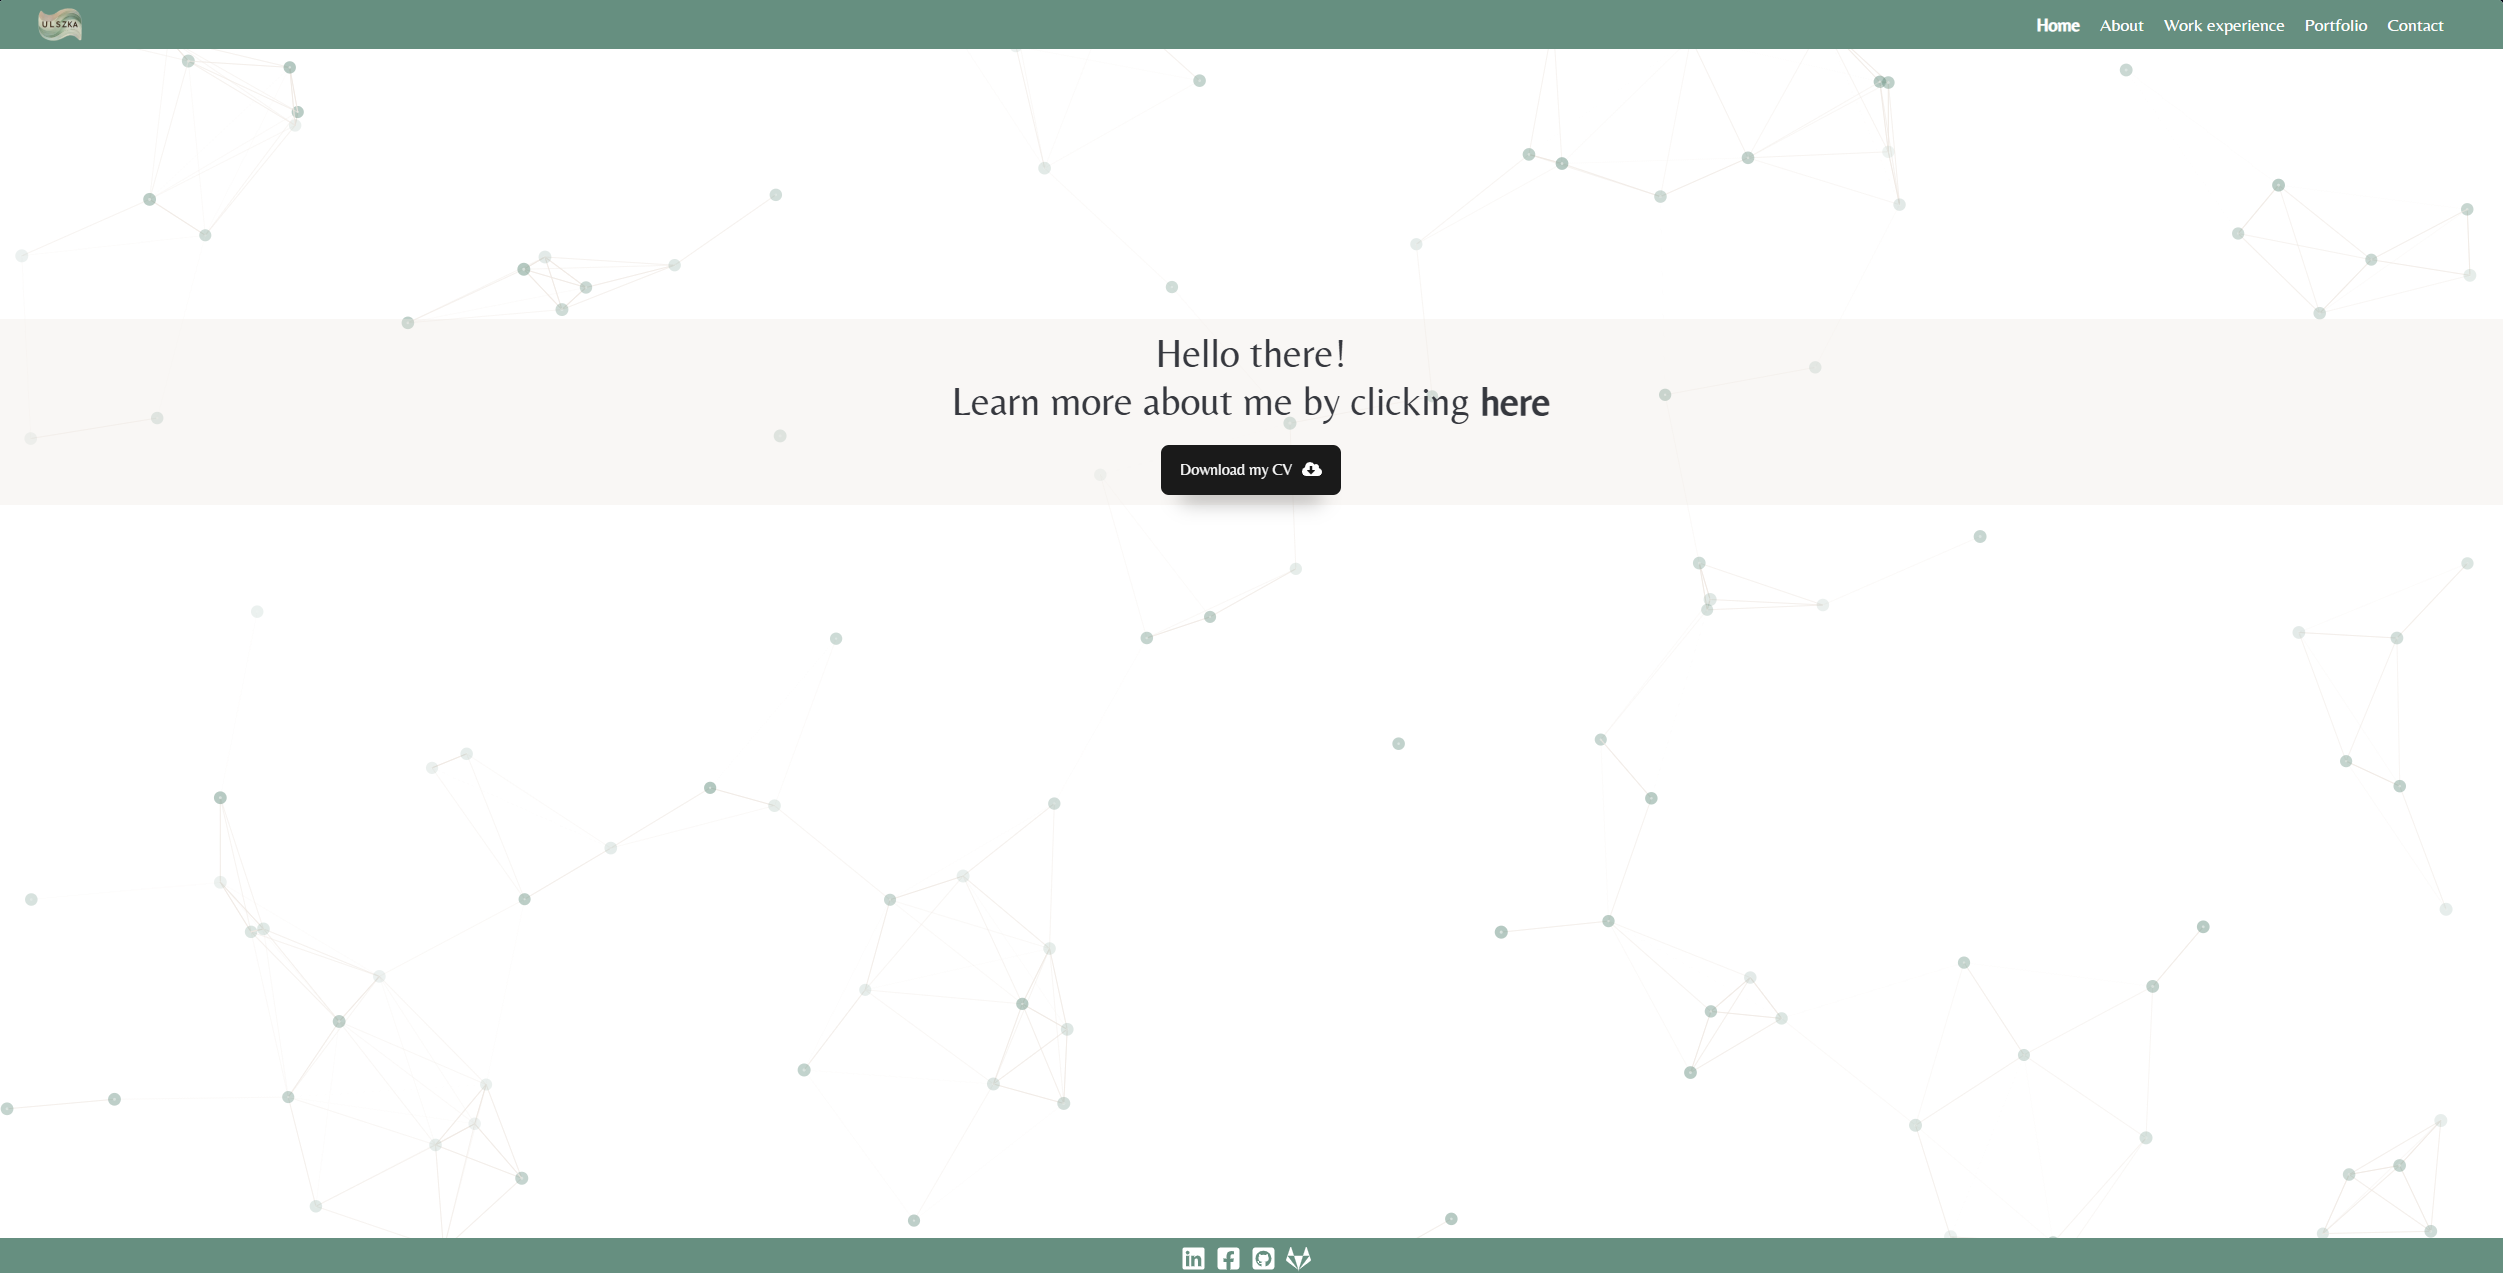 ULSZKA
Home About Work experience Portfolio Contact
Hello there!
Learn more about me by clicking here
Download my CV
in